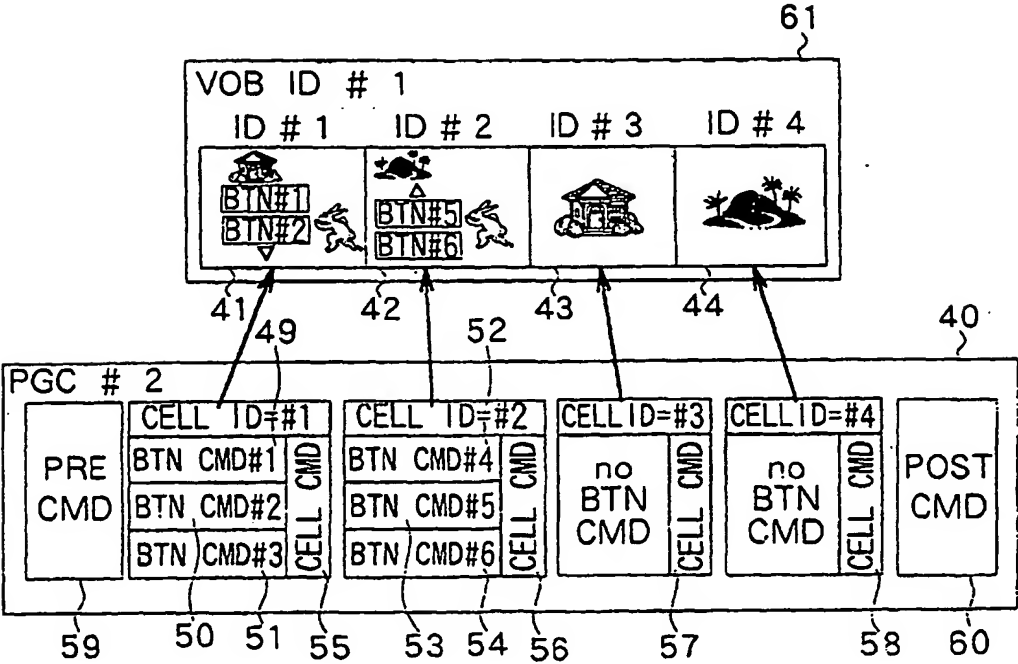 61
VOB ID # 1
ID # 1 ID # 2 ID # 3 ID # 4
BTN#1
BTN#2
BTN#5
BTN#6
41 42 43 44
49 52 40
PGC # 2
PRE
CMD
CELL ID=#1
BTN CMD#1
BTN CMD#2
BTN CMD#3
CELL CMD
CELL ID=#2
BTN CMD#4
BTN CMD#5
BTN CMD#6
CELL CMD
CELL ID=#3
no
BTN
CMD
CELL CMD
CELL ID=#4
no
BTN
CMD
CELL CMD
POST
CMD
59 50 51 55 53 54 56 57 58 60